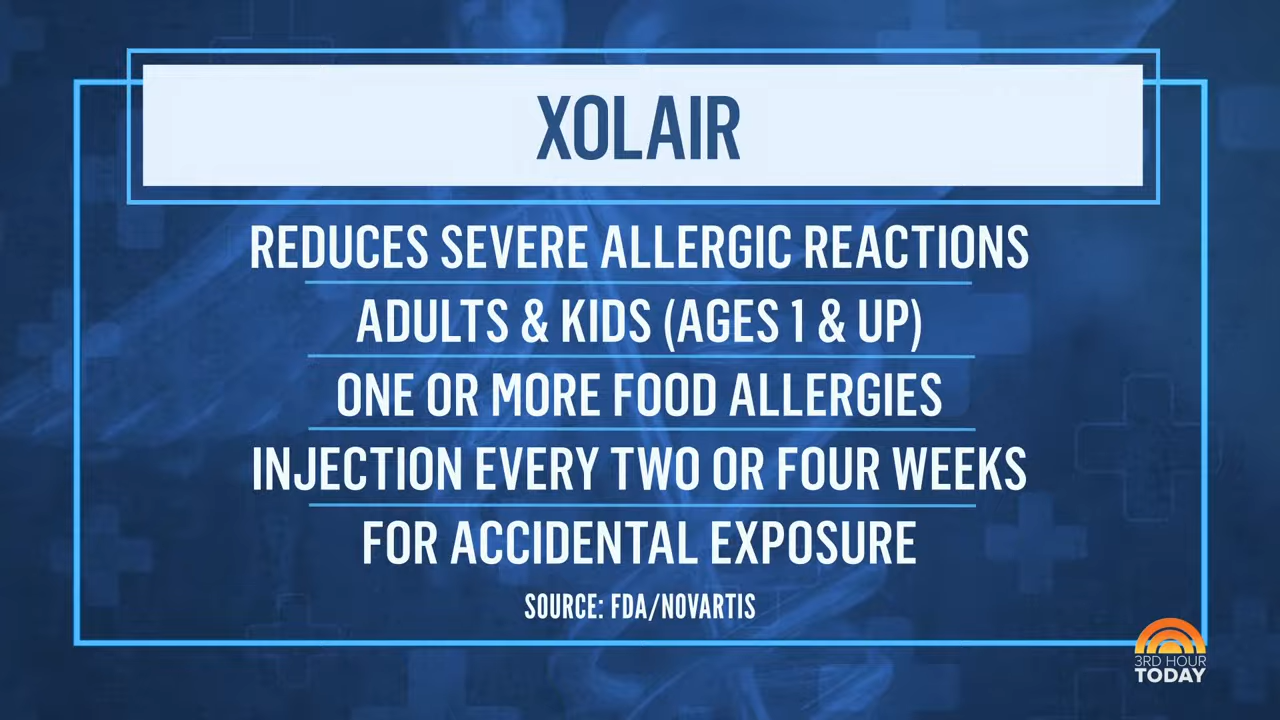 XOLAIR
REDUCES SEVERE ALLERGIC REACTIONS
ADULTS & KIDS (AGES 1 & UP)
ONE OR MORE FOOD ALLERGIES
INJECTION EVERY TWO OR FOUR WEEKS
FOR ACCIDENTAL EXPOSURE
SOURCE: FDA/NOVARTIS
3RD HOUR
TODAY